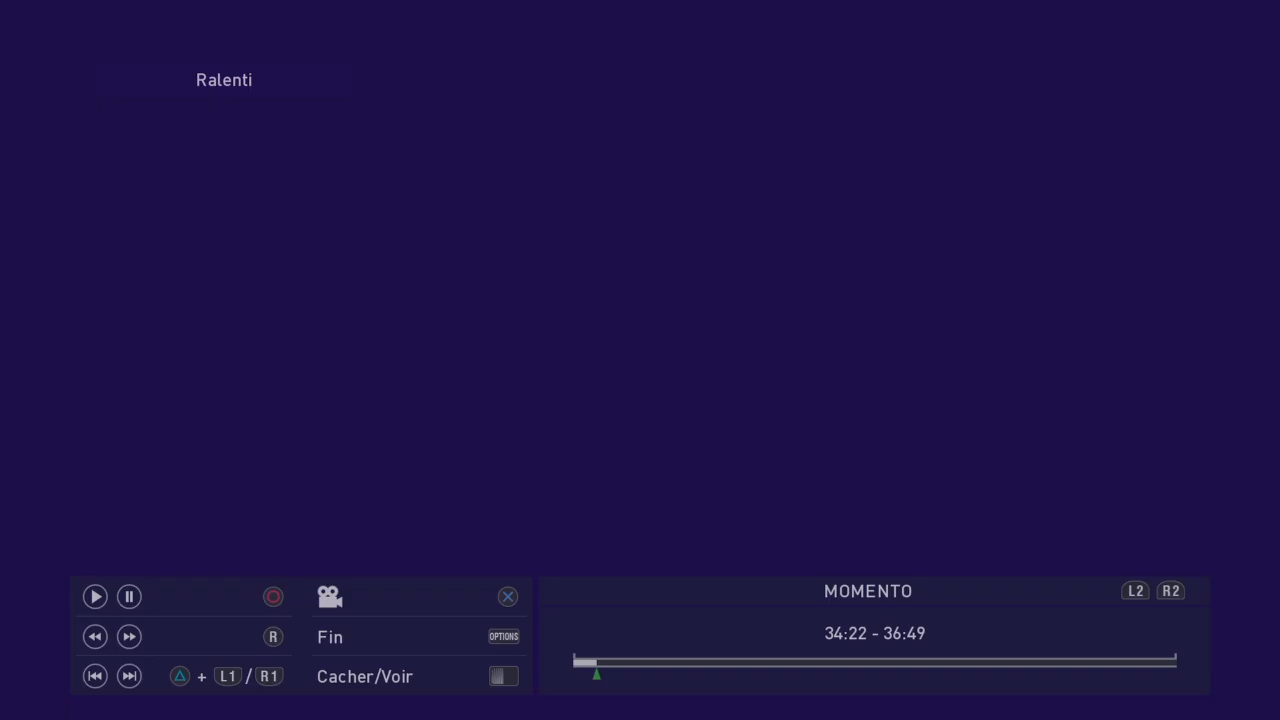 Ralenti
MOMENTO
L2 R2
34:22 - 36:49
R
Fin
OPTIONS
+ L1 / R1
Cacher/Voir